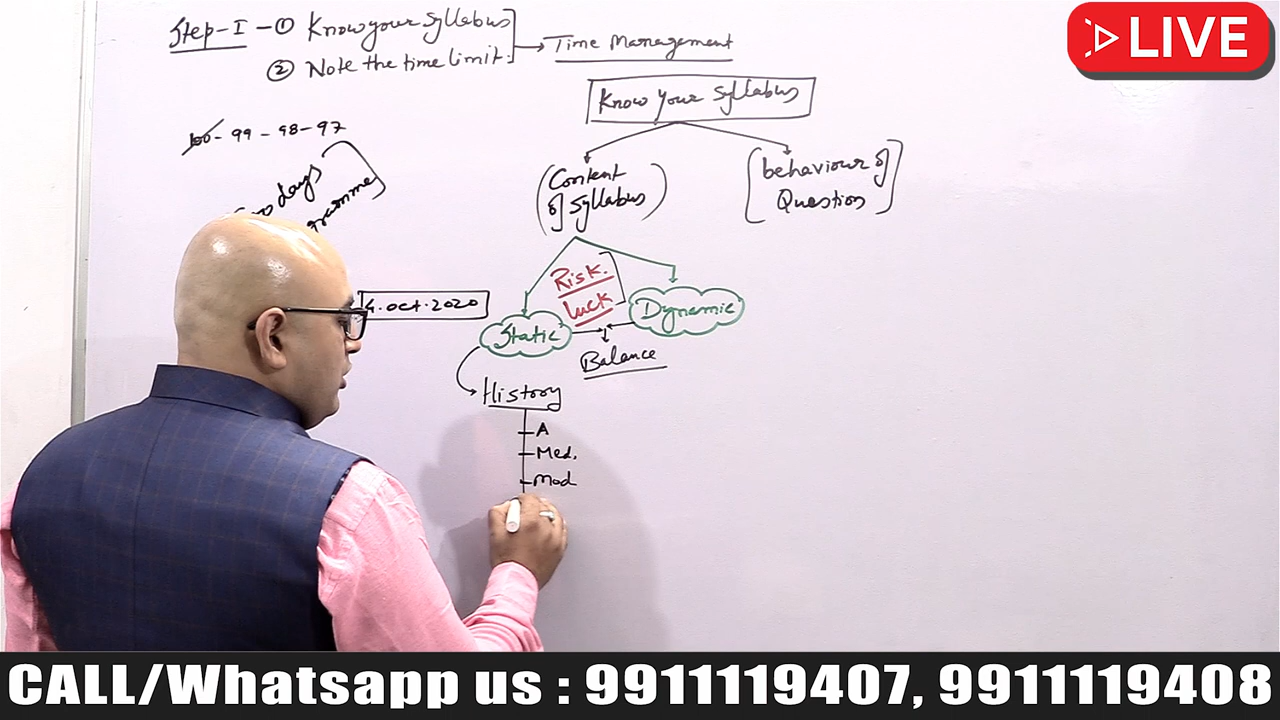 Step-I - ① Know your Syllabus
② Note the time limit.
Time Management
Know Your Syllabus
100 - 99 - 98 - 97
days
Content
of Syllabus
behaviour of
Question
Risk.
Luck
Static
Dynamic
Balance
4. Oct. 2020
History
A
Med.
Mod
LIVE
CALL/Whatsapp us : 9911119407, 9911119408